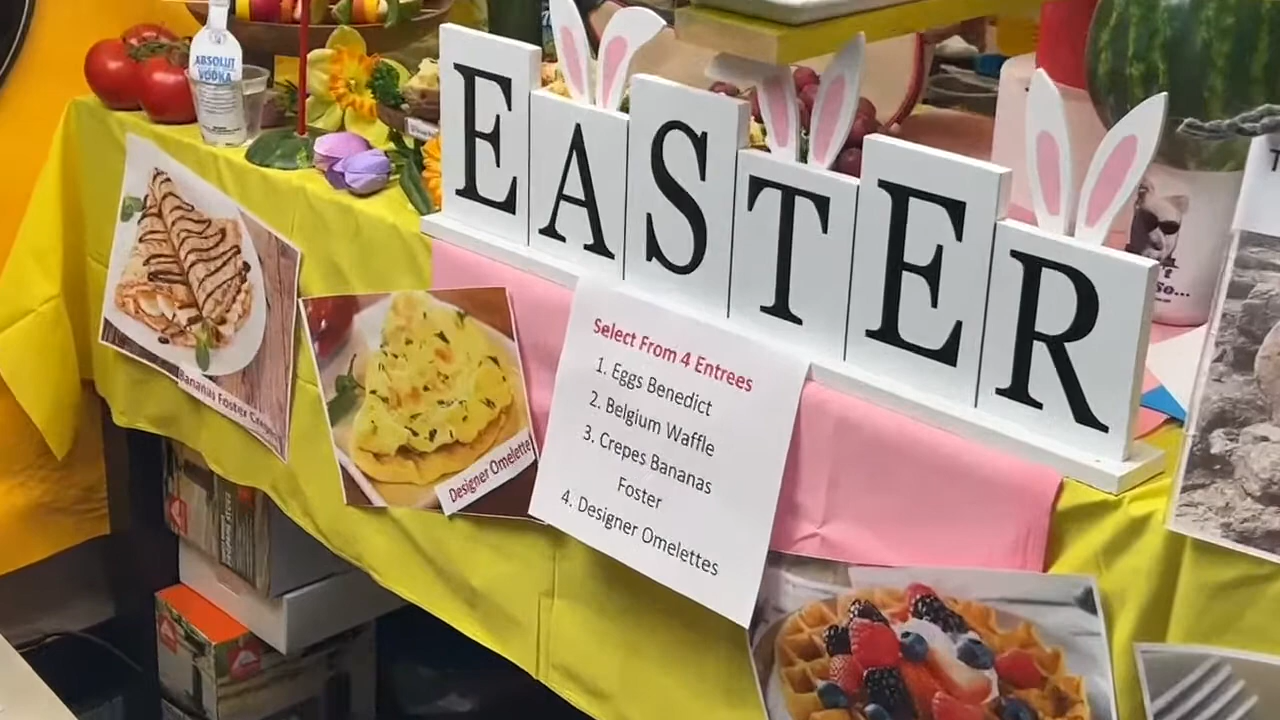 ABSOLUT
VODKA
EASTER
Select From 4 Entrees
1. Eggs Benedict
2. Belgium Waffle
3. Crepes Bananas
Foster
4. Designer Omelettes
Bananas Foster Crepes
Designer Omelette